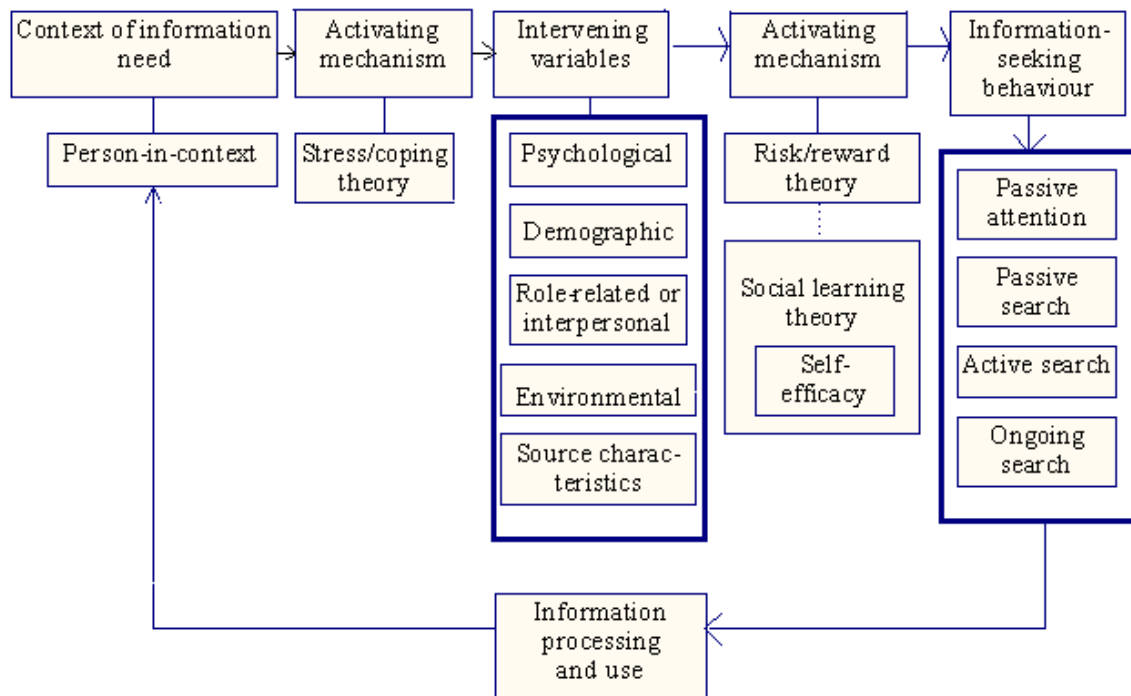 Context of information
need
Activating
mechanism
Intervening
variables
Activating
mechanism
Information-
seeking
behaviour
Person-in-context
Stress/coping
theory
Psychological
Demographic
Role-related or
interpersonal
Environmental
Source charac-
teristics
Risk/reward
theory
Social learning
theory
Self-
efficacy
Passive
attention
Passive
search
Active search
Ongoing
search
Information
processing
and use